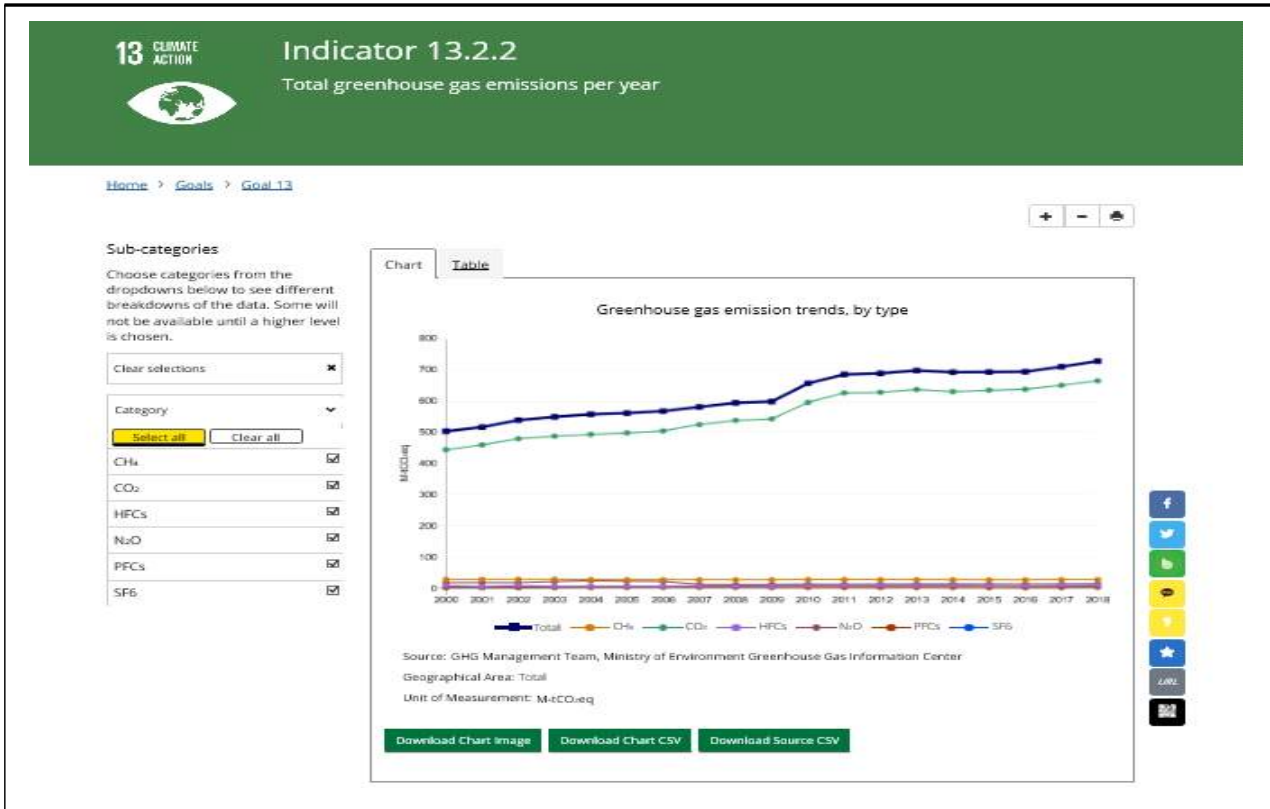 13 CLIMATE
ACTION
Indicator 13.2.2
Total greenhouse gas emissions per year
Home > Goals > Goal 13
+ -
Sub-categories
Choose categories from the
dropdowns below to see different
breakdowns of the data. Some will
not be available until a higher level
is chosen.
Clear selections ✖
Category
Select all Clear all
CH₄
CO₂
HFCs
N₂O
PFCs
SF6
Chart Table
Greenhouse gas emission trends, by type
800
700
600
500
400
300
200
100
0
M-tCO₂eq
2000 2001 2002 2003 2004 2005 2006 2007 2008 2009 2010 2011 2012 2013 2014 2015 2016 2017 2018
Total CH₄ CO₂ HFCs N₂O PFCs SF6
Source: GHG Management Team, Ministry of Environment Greenhouse Gas Information Center
Geographical Area: Total
Unit of Measurement: M-tCO₂eq
Download Chart Image Download Chart CSV Download Source CSV
f
b
URL